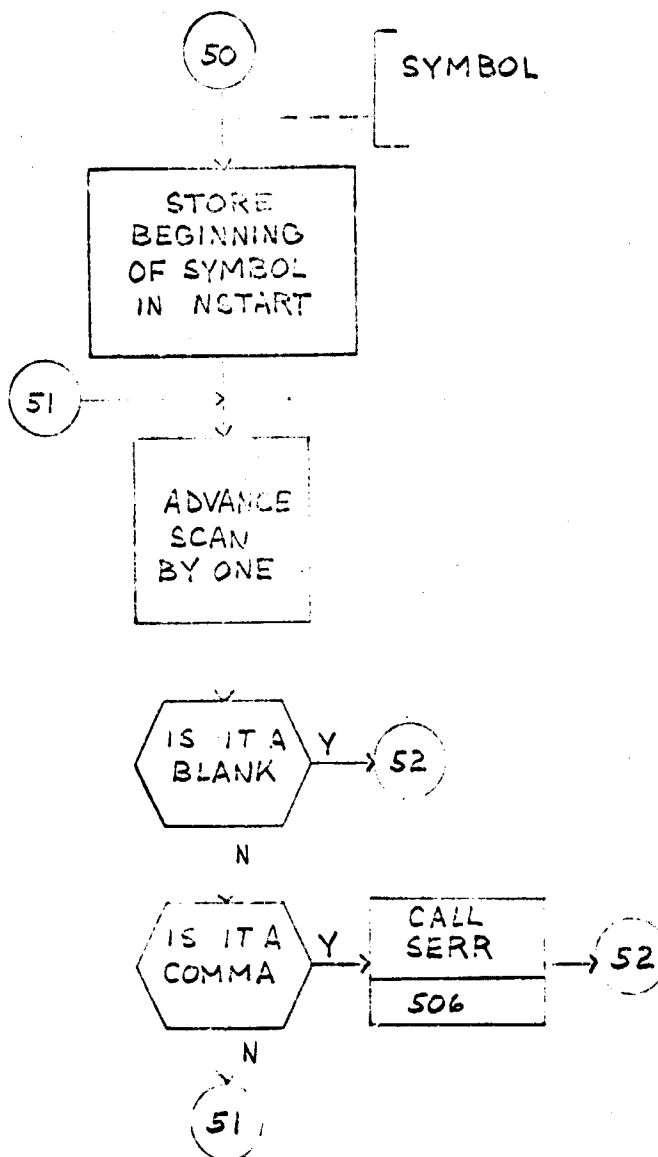 50
SYMBOL
STORE
BEGINNING
OF SYMBOL
IN NSTART
51
ADVANCE
SCAN
BY ONE
IS IT A
BLANK
Y
52
N
IS IT A
COMMA
Y
CALL
SERR
506
52
N
51